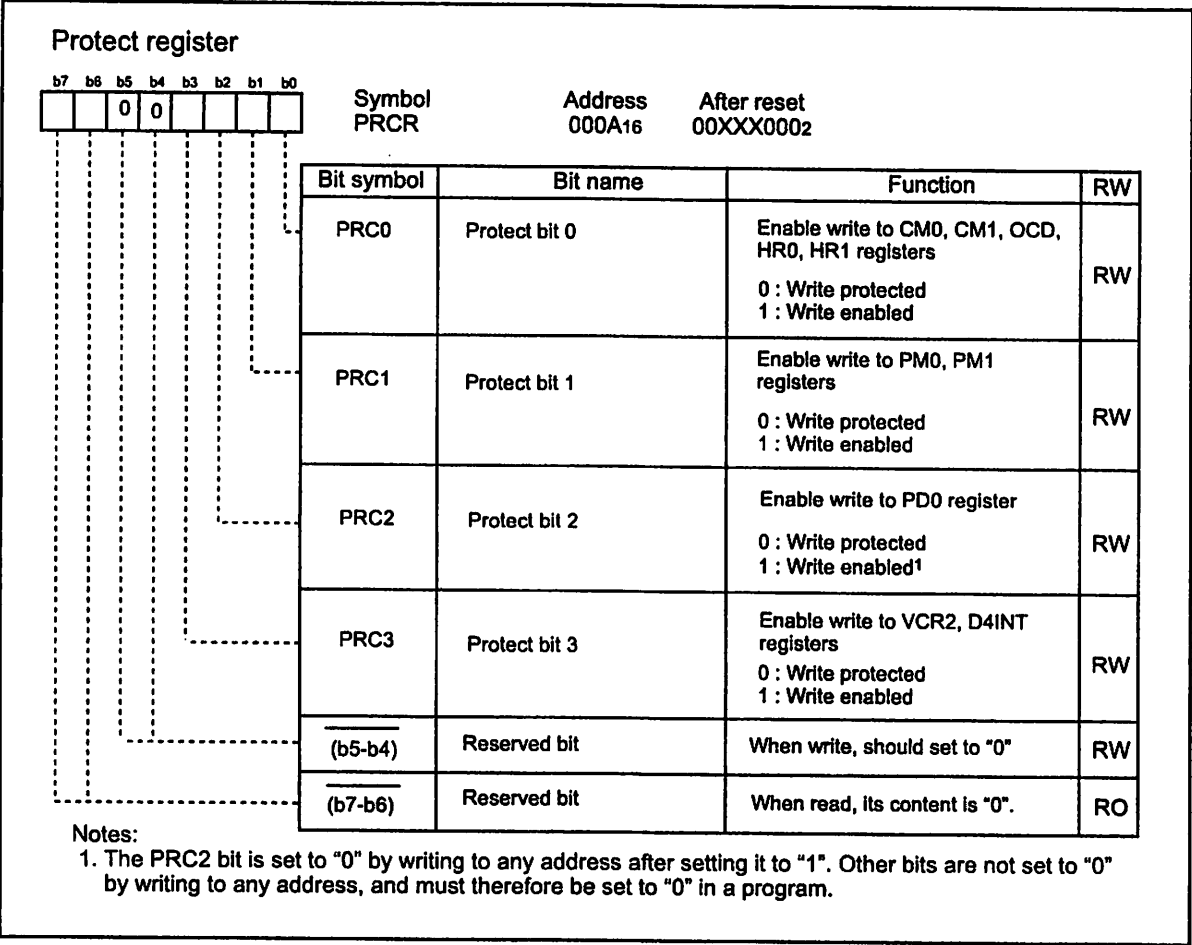 Protect register
b7 b6 b5 b4 b3 b2 b1 b0
0 0
Symbol Address After reset
PRCR 000A16 00XXX0002
Bit symbol Bit name Function RW
PRC0 Protect bit 0 Enable write to CM0, CM1, OCD,
HR0, HR1 registers
0 : Write protected
1 : Write enabled
RW
PRC1 Protect bit 1 Enable write to PM0, PM1
registers
0 : Write protected
1 : Write enabled
RW
PRC2 Protect bit 2 Enable write to PD0 register
0 : Write protected
1 : Write enabled1
RW
PRC3 Protect bit 3 Enable write to VCR2, D4INT
registers
0 : Write protected
1 : Write enabled
RW
(b5-b4) Reserved bit When write, should set to "0" RW
(b7-b6) Reserved bit When read, its content is "0". RO
Notes:
1. The PRC2 bit is set to "0" by writing to any address after setting it to "1". Other bits are not set to "0"
by writing to any address, and must therefore be set to "0" in a program.